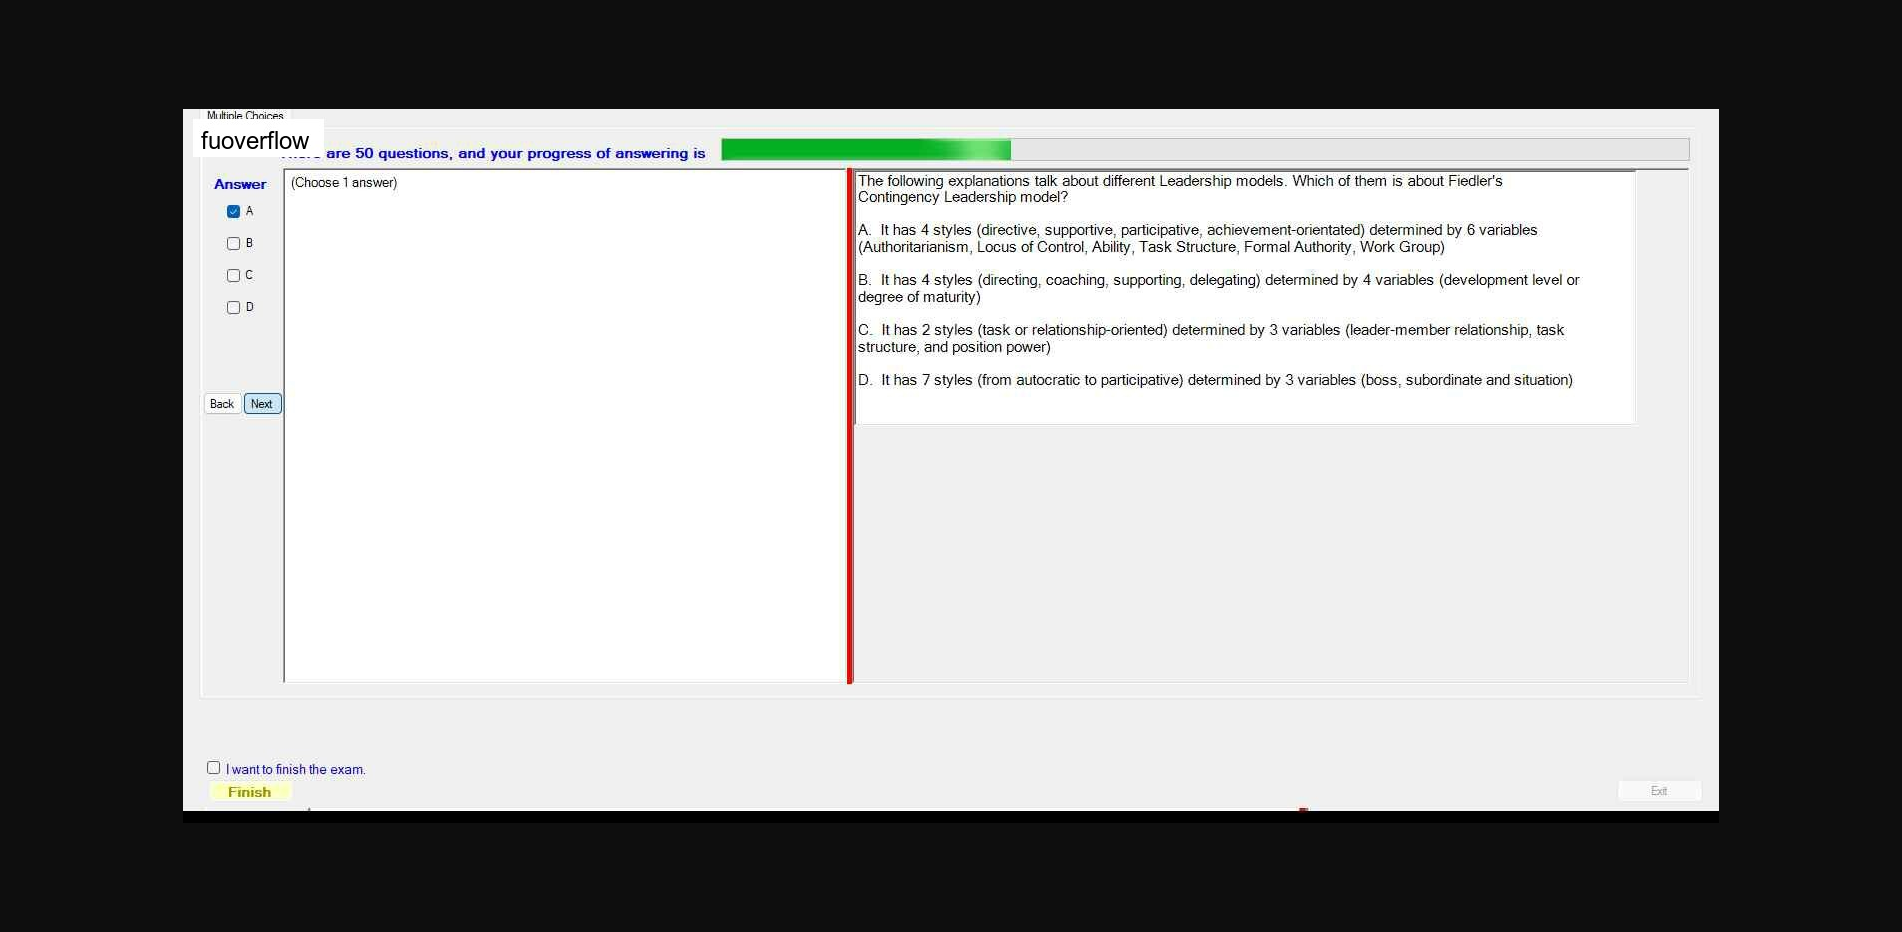 Multiple Choices
fuoverflow
are 50 questions, and your progress of answering is
Answer
(Choose 1 answer)
A
B
C
D
Back
Next
The following explanations talk about different Leadership models. Which of them is about Fiedler's
Contingency Leadership model?
A. It has 4 styles (directive, supportive, participative, achievement-orientated) determined by 6 variables
(Authoritarianism, Locus of Control, Ability, Task Structure, Formal Authority, Work Group)
B. It has 4 styles (directing, coaching, supporting, delegating) determined by 4 variables (development level or
degree of maturity)
C. It has 2 styles (task or relationship-oriented) determined by 3 variables (leader-member relationship, task
structure, and position power)
D. It has 7 styles (from autocratic to participative) determined by 3 variables (boss, subordinate and situation)
I want to finish the exam.
Finish
Exit